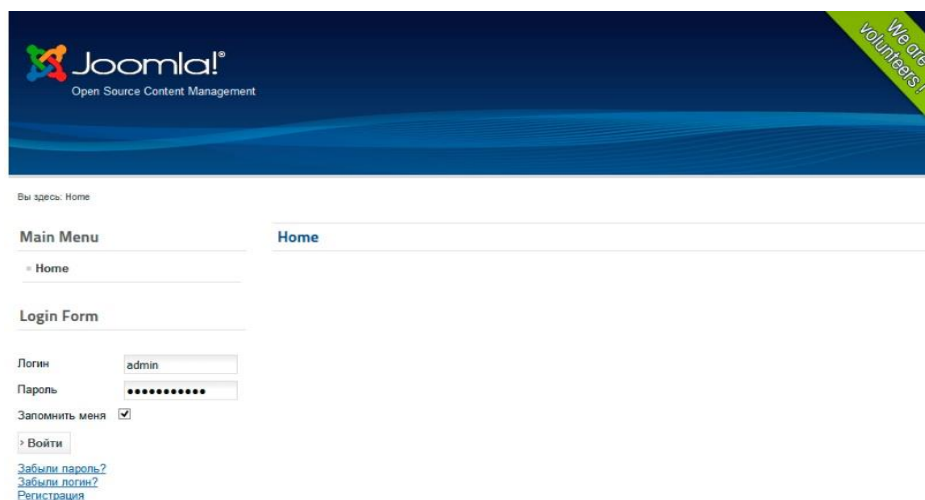 Joomla!®
Open Source Content Management
We are
volunteers!
Вы здесь: Home
Main Menu
Home
Home
Login Form
Логин admin
Пароль •••••••••••
Запомнить меня
Войти
Забыли пароль?
Забыли логин?
Регистрация